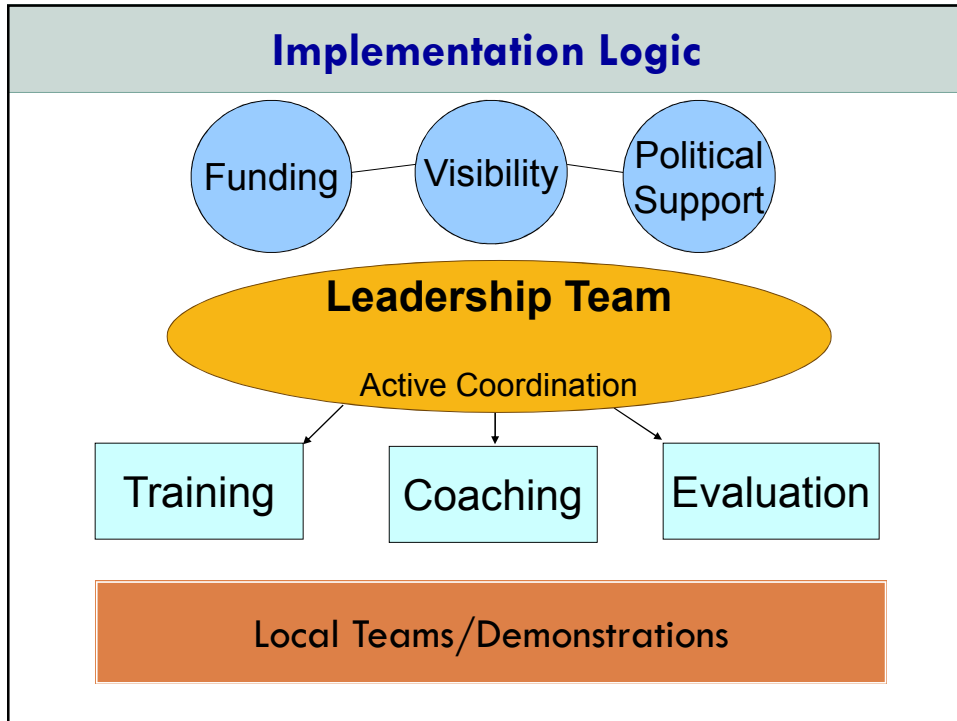 Implementation Logic
Funding
Visibility
Political
Support
Leadership Team
Active Coordination
Training
Coaching
Evaluation
Local Teams/Demonstrations